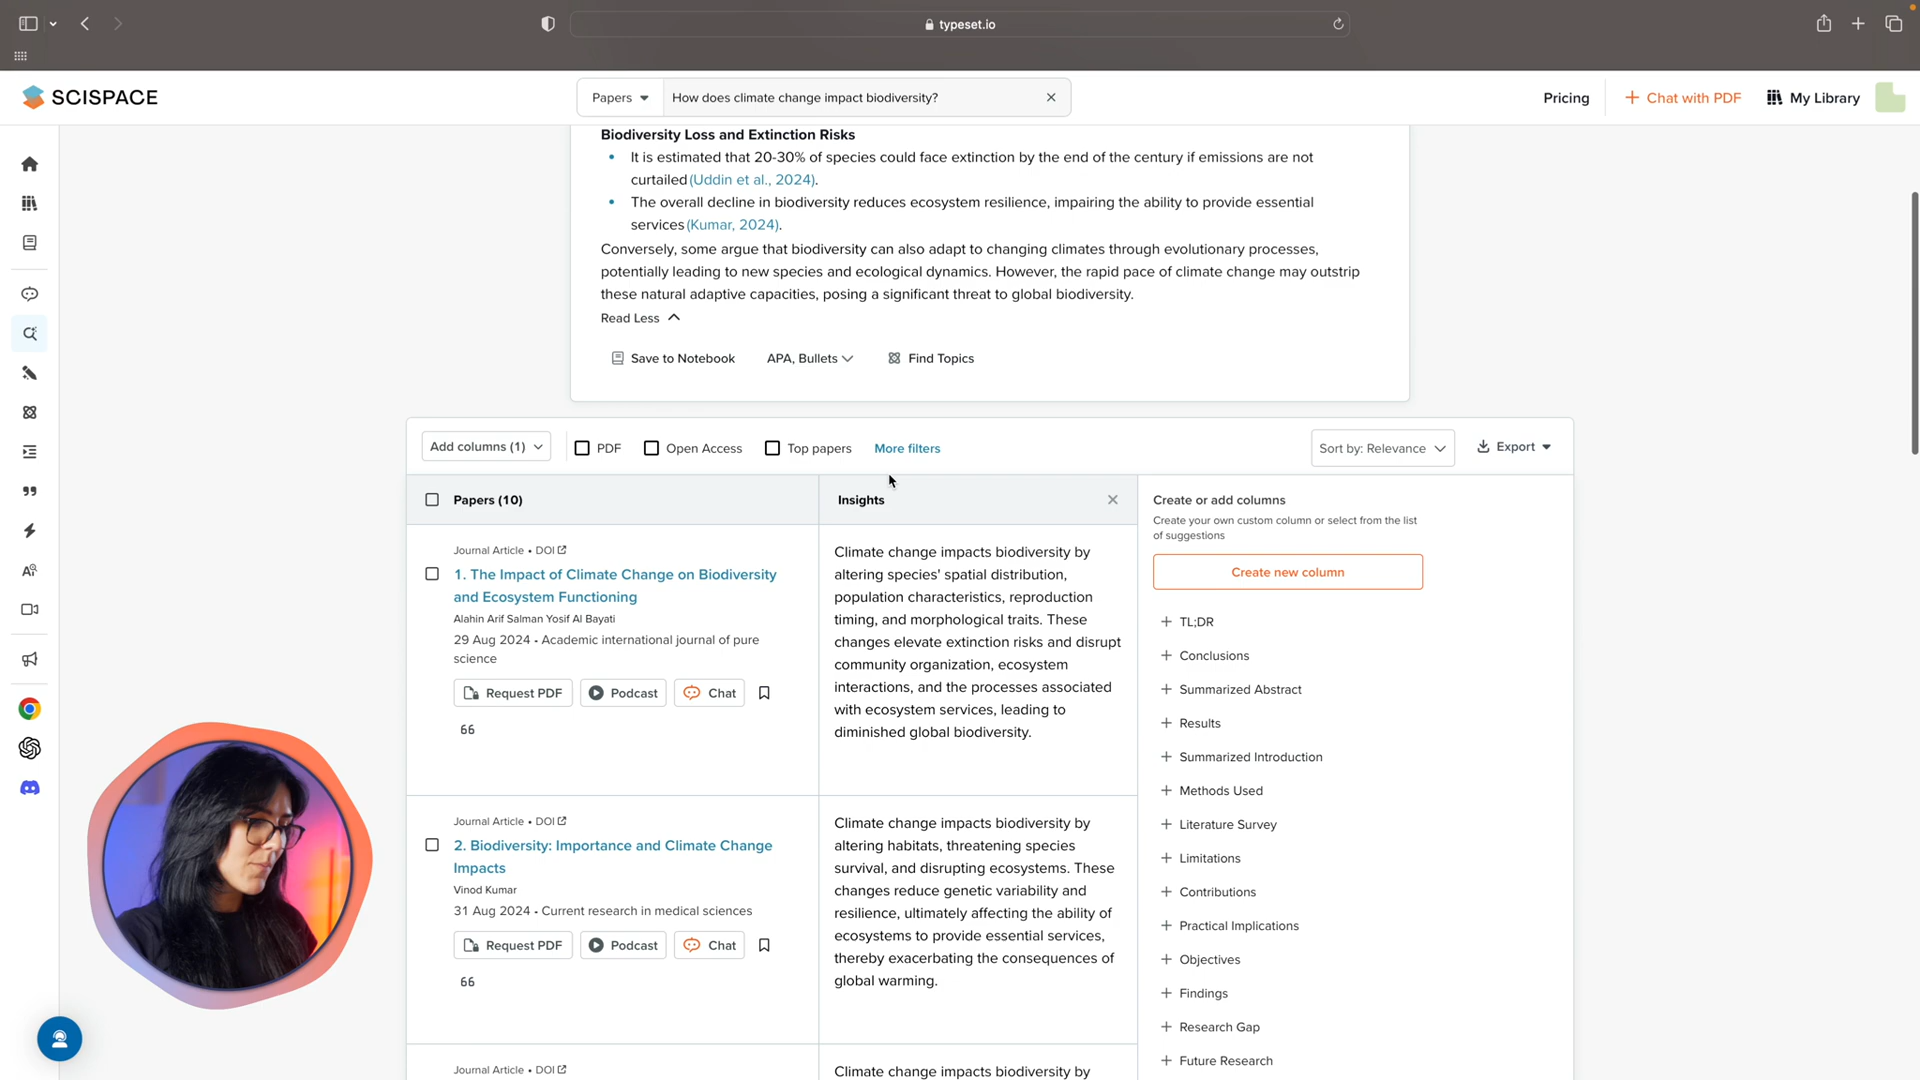 typeset.io
SCISPACE
Papers
How does climate change impact biodiversity?
Pricing
Chat with PDF
My Library
Biodiversity Loss and Extinction Risks
• It is estimated that 20-30% of species could face extinction by the end of the century if emissions are not
curtailed (Uddin et al., 2024).
• The overall decline in biodiversity reduces ecosystem resilience, impairing the ability to provide essential
services (Kumar, 2024).
Conversely, some argue that biodiversity can also adapt to changing climates through evolutionary processes,
potentially leading to new species and ecological dynamics. However, the rapid pace of climate change may outstrip
these natural adaptive capacities, posing a significant threat to global biodiversity.
Read Less
Save to Notebook
APA, Bullets
Find Topics
Add columns (1)
PDF
Open Access
Top papers
More filters
Sort by: Relevance
Export
Papers (10)
Insights
Create or add columns
Create your own custom column or select from the list
of suggestions
Create new column
+ TL;DR
+ Conclusions
+ Summarized Abstract
+ Results
+ Summarized Introduction
+ Methods Used
+ Literature Survey
+ Limitations
+ Contributions
+ Practical Implications
+ Objectives
+ Findings
+ Research Gap
+ Future Research
Journal Article • DOI
1. The Impact of Climate Change on Biodiversity
and Ecosystem Functioning
Alahin Arif Salman Yosif Al Bayati
29 Aug 2024 - Academic international journal of pure
science
Request PDF
Podcast
Chat
Climate change impacts biodiversity by
altering species' spatial distribution,
population characteristics, reproduction
timing, and morphological traits. These
changes elevate extinction risks and disrupt
community organization, ecosystem
interactions, and the processes associated
with ecosystem services, leading to
diminished global biodiversity.
Journal Article • DOI
2. Biodiversity: Importance and Climate Change
Impacts
Vinod Kumar
31 Aug 2024 - Current research in medical sciences
Request PDF
Podcast
Chat
Climate change impacts biodiversity by
altering habitats, threatening species
survival, and disrupting ecosystems. These
changes reduce genetic variability and
resilience, ultimately affecting the ability of
ecosystems to provide essential services,
thereby exacerbating the consequences of
global warming.
Journal Article • DOI
Climate change impacts biodiversity by